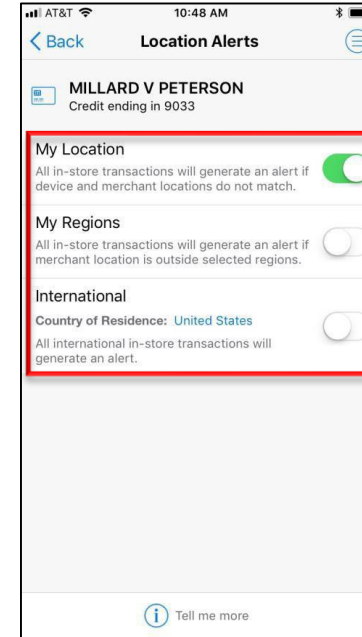 AT&T 10:48 AM
Back Location Alerts
MILLARD V PETERSON
Credit ending in 9033
My Location
All in-store transactions will generate an alert if
device and merchant locations do not match.
My Regions
All in-store transactions will generate an alert if
merchant location is outside selected regions.
International
Country of Residence: United States
All international in-store transactions will
generate an alert.
Tell me more